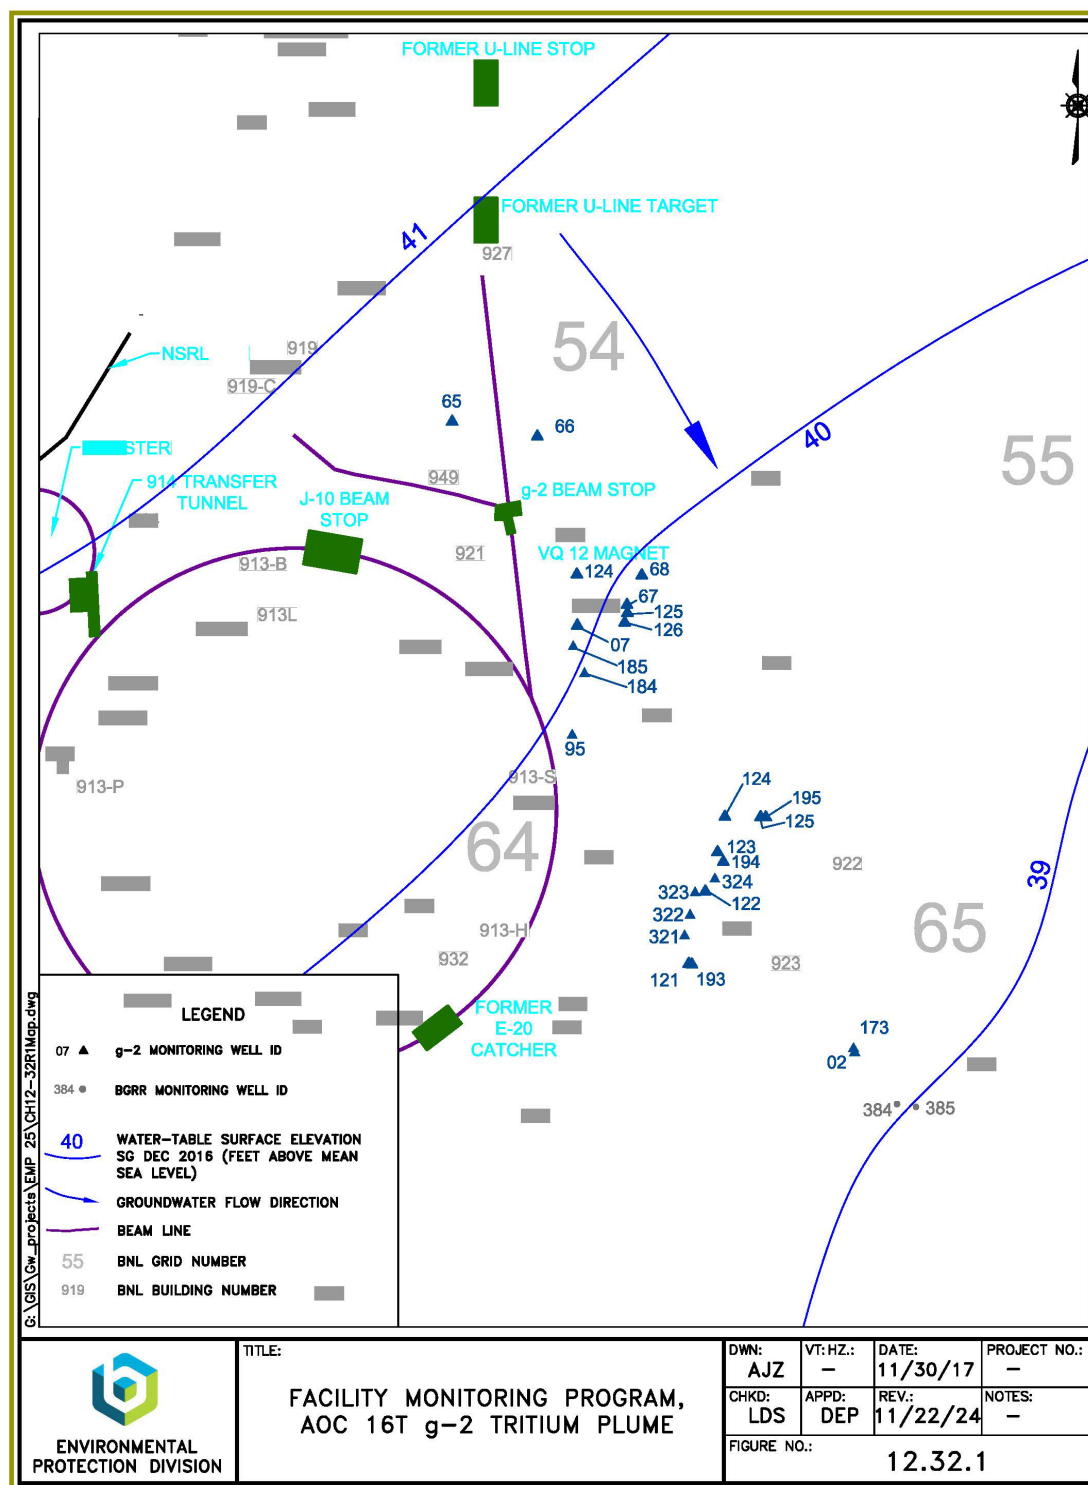 FORMER U-LINE STOP
FORMER U-LINE TARGET
41
927
54
NSRL
919
919-C
65
66
40
55
STER
914 TRANSFER
TUNNEL
949
J-10 BEAM
STOP
g-2 BEAM STOP
921
VQ 12 MAGNET
913-B
124
68
67
125
126
913L
07
185
184
95
913-P
913-S
124
195
125
64
123
194
922
324
323
122
39
322
65
321
913-H
932
923
121
193
FORMER
E-20
CATCHER
173
02
384
385
LEGEND
07 g-2 MONITORING WELL ID
384 BGRR MONITORING WELL ID
40 WATER-TABLE SURFACE ELEVATION
SG DEC 2016 (FEET ABOVE MEAN
SEA LEVEL)
GROUNDWATER FLOW DIRECTION
BEAM LINE
55 BNL GRID NUMBER
919 BNL BUILDING NUMBER
G:\GIS\Gw_projects\EMP 25\CH12-32R1Map.dwg
ENVIRONMENTAL
PROTECTION DIVISION
TITLE:
FACILITY MONITORING PROGRAM,
AOC 16T g-2 TRITIUM PLUME
DWN:
AJZ
VT:HZ.:
-
DATE:
11/30/17
PROJECT NO.:
-
CHKD:
LDS
APPD:
DEP
REV.:
11/22/24
NOTES:
-
FIGURE NO.:
12.32.1